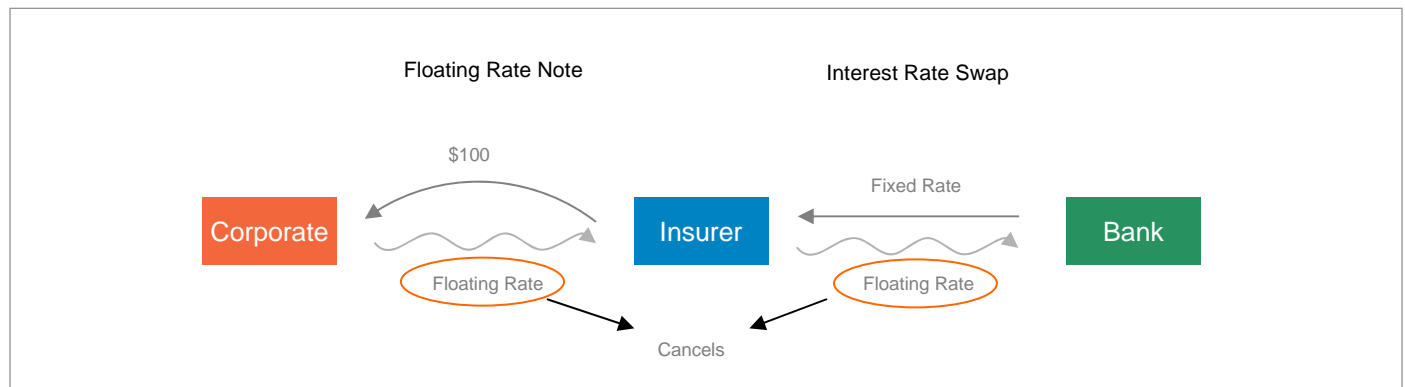 Floating Rate Note
Interest Rate Swap
$100
Fixed Rate
Corporate
Insurer
Bank
Floating Rate
Floating Rate
Cancels